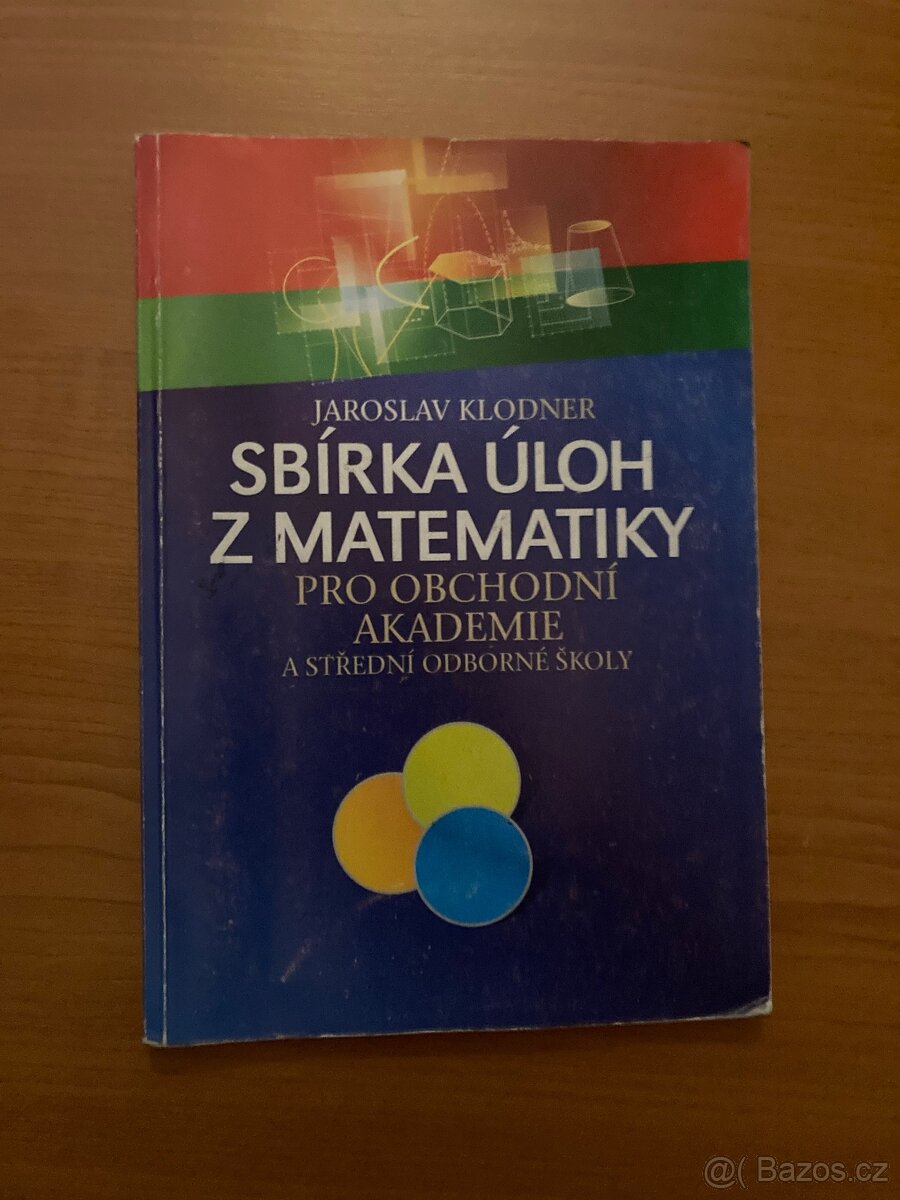 JAROSLAV KLODNER
SBÍRKA ÚLOH
Z MATEMATIKY
PRO OBCHODNÍ
AKADEMIE
A STŘEDNÍ ODBORNÉ ŠKOLY
@( Bazos.cz